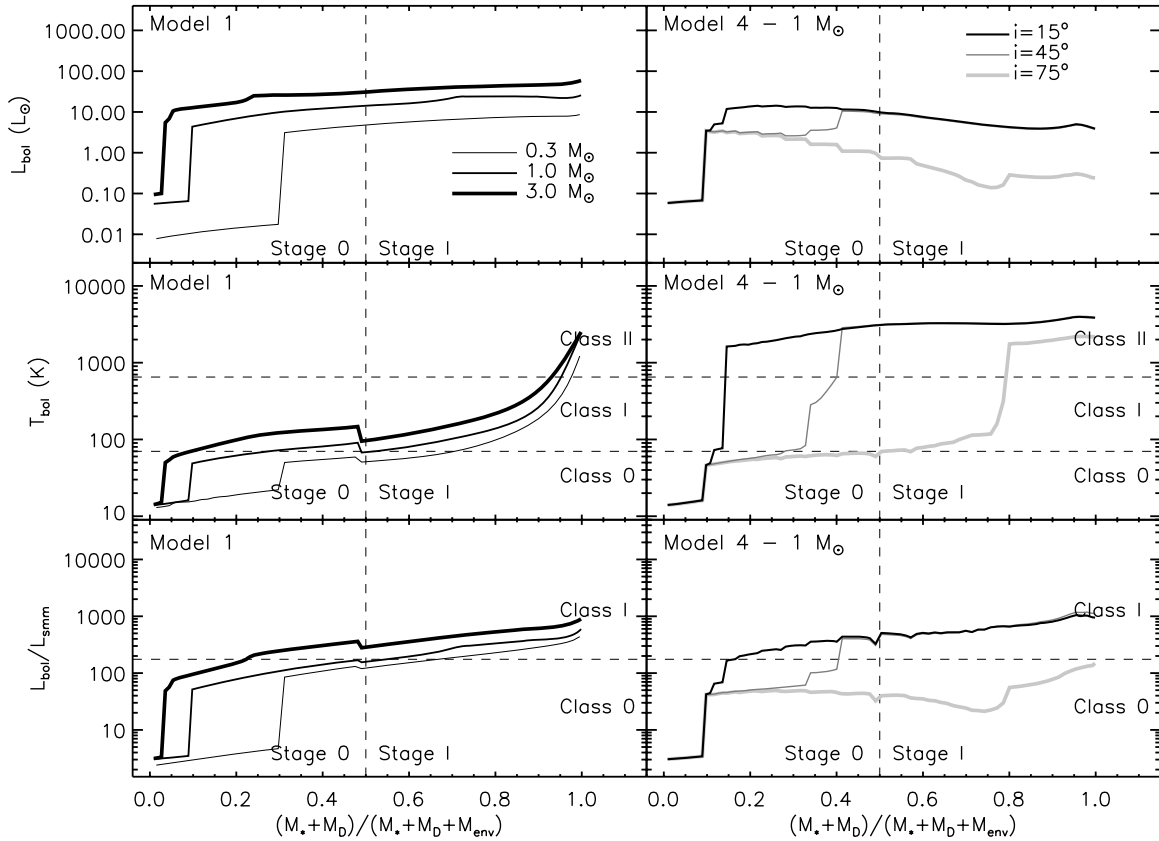 Model 1
Model 4 – 1 M⊙
i=15°
i=45°
i=75°
1000.00
100.00
10.00
1.00
0.10
0.01
L_bol (L⊙)
0.3 M⊙
1.0 M⊙
3.0 M⊙
Stage 0
Stage I
Stage 0
Stage I
Model 1
Model 4 – 1 M⊙
10000
1000
100
10
T_bol (K)
Class II
Class I
Class 0
Stage 0
Stage I
Class II
Class I
Class 0
Stage 0
Stage I
Model 1
Model 4 – 1 M⊙
10000
1000
100
10
L_bol/L_smm
Class I
Class 0
Stage 0
Stage I
Class I
Class 0
Stage 0
Stage I
0.0 0.2 0.4 0.6 0.8 1.0
0.0 0.2 0.4 0.6 0.8 1.0
(M_*+M_D)/(M_*+M_D+M_env)
(M_*+M_D)/(M_*+M_D+M_env)